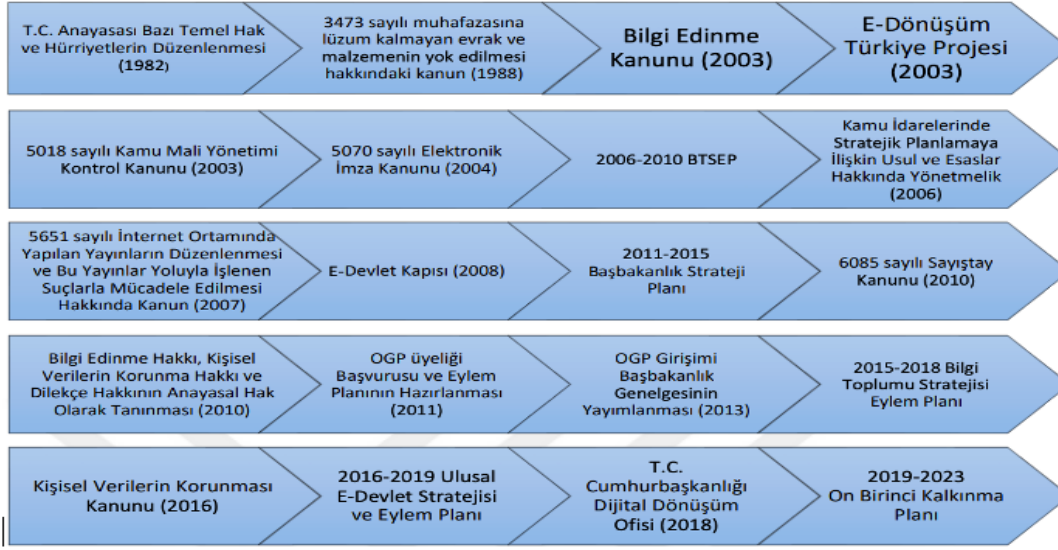 T.C. Anayasası Bazı Temel Hak
ve Hürriyetlerin Düzenlenmesi
(1982)
3473 sayılı muhafazasına
lüzum kalmayan evrak ve
malzemenin yok edilmesi
hakkındaki kanun (1988)
Bilgi Edinme
Kanunu (2003)
E-Dönüşüm
Türkiye Projesi
(2003)
5018 sayılı Kamu Mali Yönetimi
Kontrol Kanunu (2003)
5070 sayılı Elektronik
İmza Kanunu (2004)
2006-2010 BTSEP
Kamu İdarelerinde
Stratejik Planlamaya
İlişkin Usul ve Esaslar
Hakkında Yönetmelik
(2006)
5651 sayılı İnternet Ortamında
Yapılan Yayınların Düzenlenmesi
ve Bu Yayınlar Yoluyla İşlenen
Suçlarla Mücadele Edilmesi
Hakkında Kanun (2007)
E-Devlet Kapısı (2008)
2011-2015
Başbakanlık Strateji
Planı
6085 sayılı Sayıştay
Kanunu (2010)
Bilgi Edinme Hakkı, Kişisel
Verilerin Korunma Hakkı ve
Dilekçe Hakkının Anayasal Hak
Olarak Tanınması (2010)
OGP üyeliği
Başvurusu ve Eylem
Planının Hazırlanması
(2011)
OGP Girişimi
Başbakanlık
Genelgesinin
Yayımlanması (2013)
2015-2018 Bilgi
Toplumu Stratejisi
Eylem Planı
Kişisel Verilerin Korunması
Kanunu (2016)
2016-2019 Ulusal
E-Devlet Stratejisi
ve Eylem Planı
T.C.
Cumhurbaşkanlığı
Dijital Dönüşüm
Ofisi (2018)
2019-2023
On Birinci Kalkınma
Planı